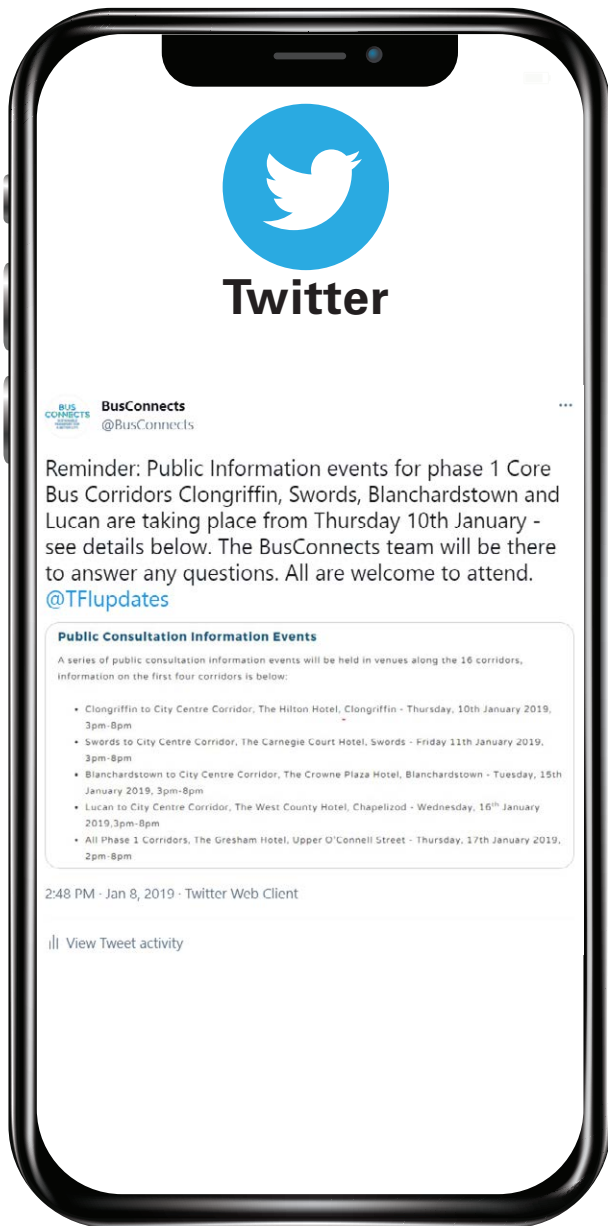 Twitter
BUS
CONNECTS
BusConnects
@BusConnects
...
Reminder: Public Information events for phase 1 Core
Bus Corridors Clongriffin, Swords, Blanchardstown and
Lucan are taking place from Thursday 10th January -
see details below. The BusConnects team will be there
to answer any questions. All are welcome to attend.
@TFIupdates
Public Consultation Information Events
A series of public consultation information events will be held in venues along the 16 corridors,
information on the first four corridors is below:
• Clongriffin to City Centre Corridor, The Hilton Hotel, Clongriffin - Thursday, 10th January 2019,
3pm-8pm
• Swords to City Centre Corridor, The Carnegie Court Hotel, Swords - Friday 11th January 2019,
3pm-8pm
• Blanchardstown to City Centre Corridor, The Crowne Plaza Hotel, Blanchardstown - Tuesday, 15th
January 2019, 3pm-8pm
• Lucan to City Centre Corridor, The West County Hotel, Chapelizod - Wednesday, 16th January
2019,3pm-8pm
• All Phase 1 Corridors, The Gresham Hotel, Upper O'Connell Street - Thursday, 17th January 2019,
2pm-8pm
2:48 PM · Jan 8, 2019 · Twitter Web Client
View Tweet activity